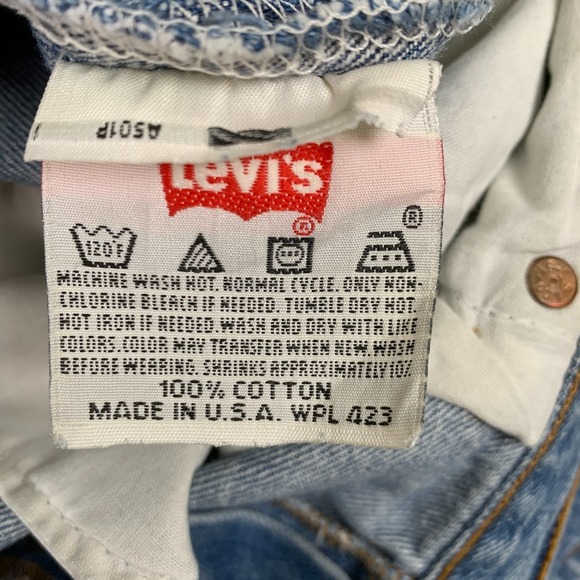 A501P
Levi's ®
®
120°F
MACHINE WASH HOT. NORMAL CYCLE. ONLY NON-
CHLORINE BLEACH IF NEEDED. TUMBLE DRY HOT
HOT IRON IF NEEDED. WASH AND DRY WITH LIKE
COLORS. COLOR MAY TRANSFER WHEN NEW. WASH
BEFORE WEARING. SHRINKS APPROXIMATELY 10%
100% COTTON
MADE IN U.S.A. WPL 423